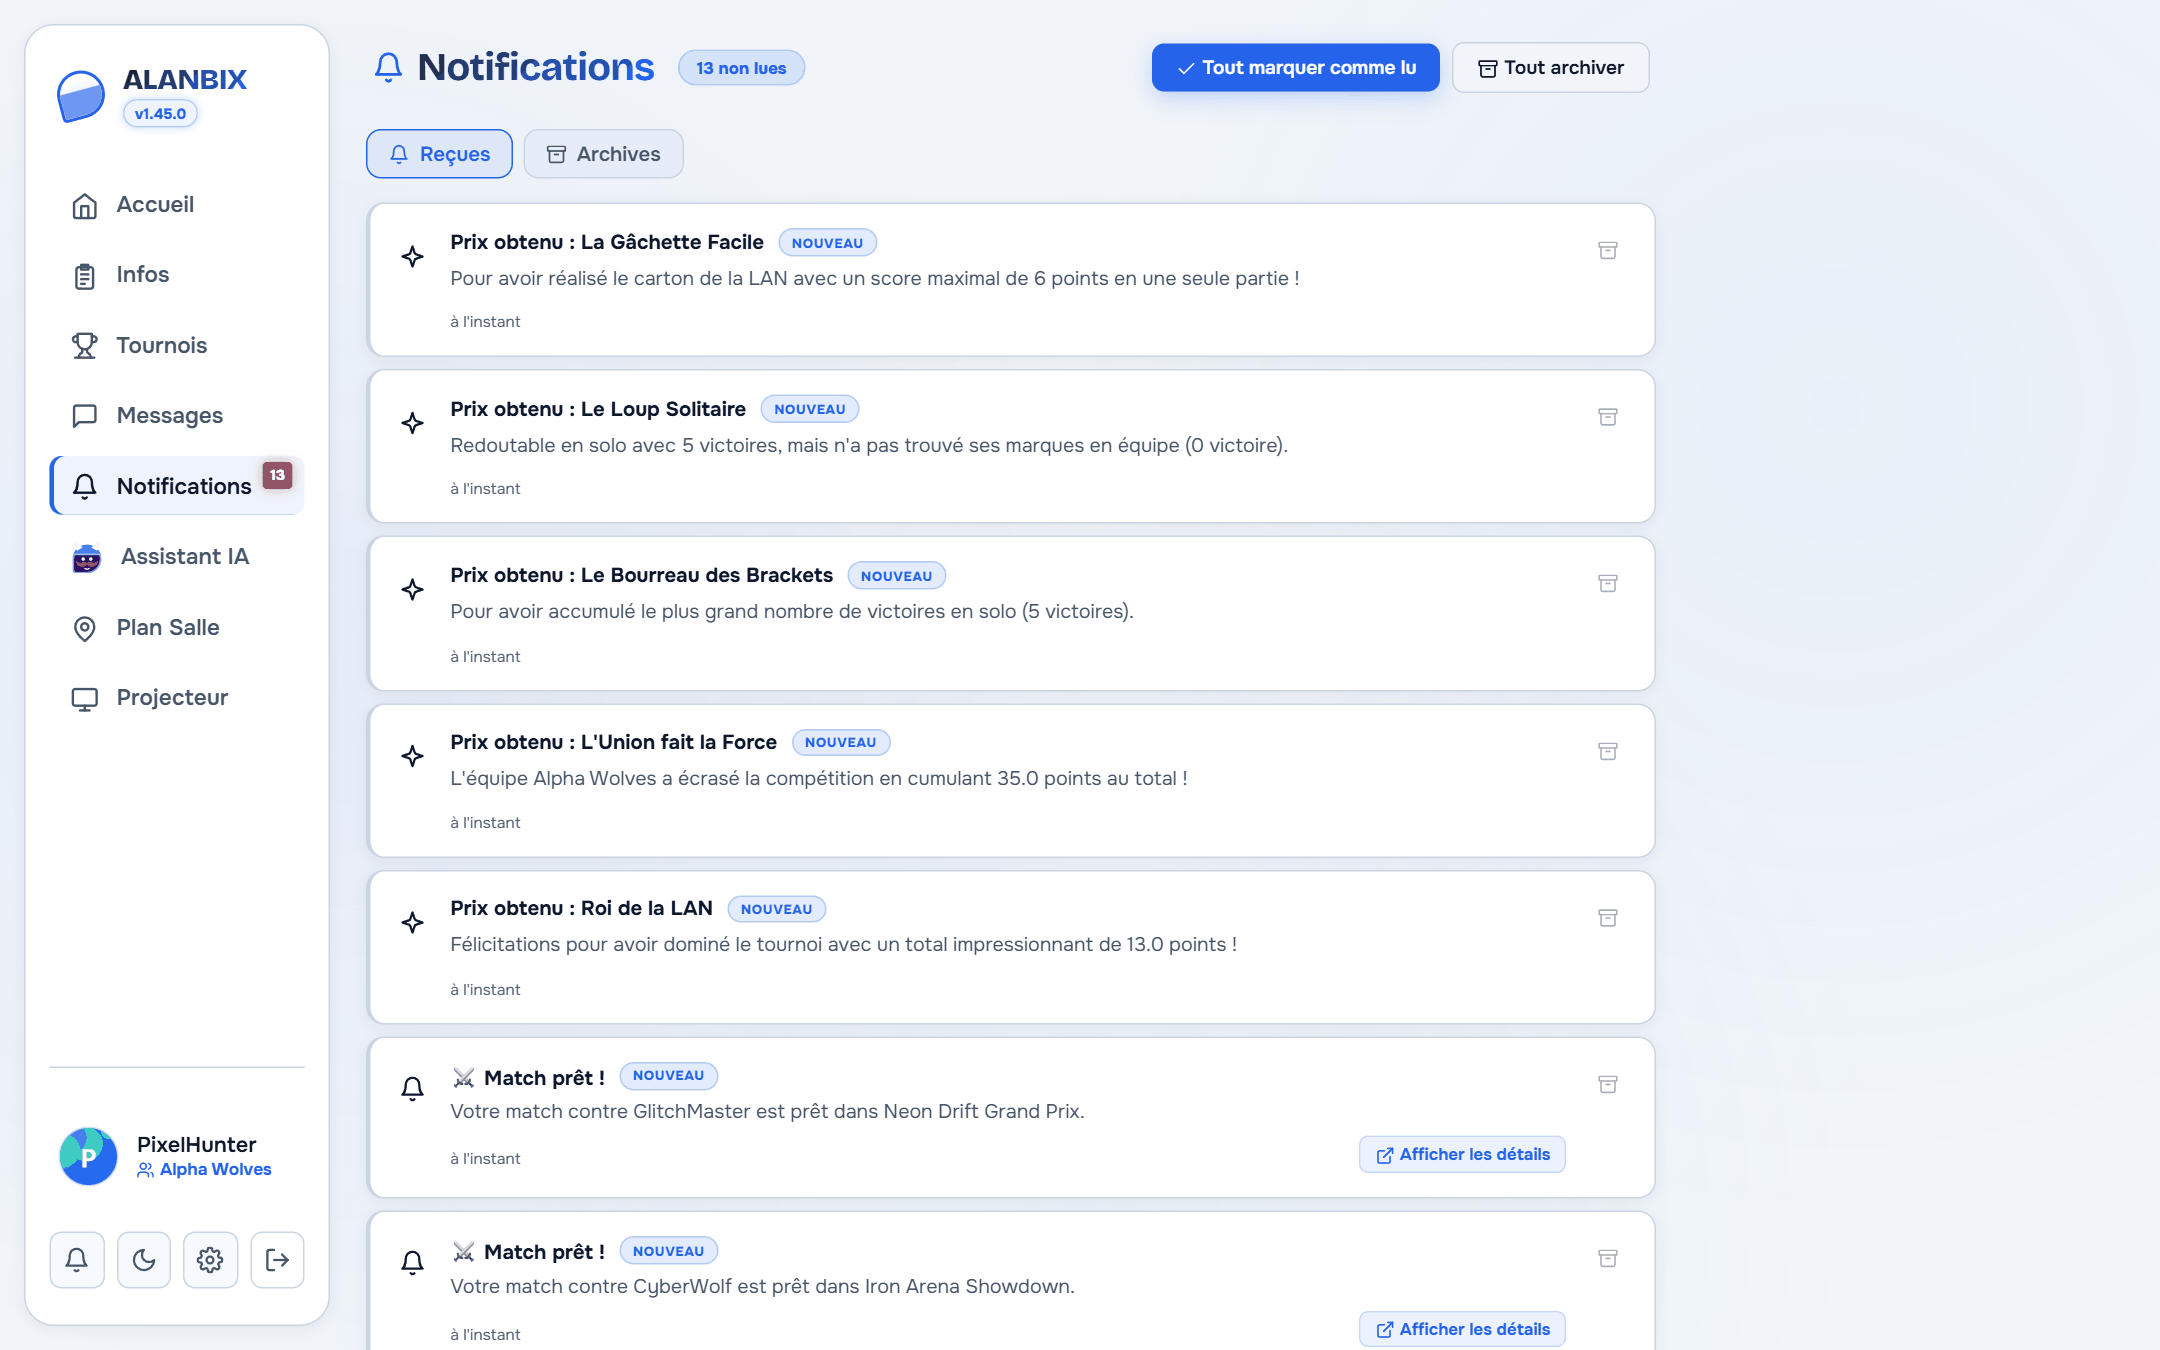 ALANBIX
v1.45.0
Accueil
Infos
Tournois
Messages
Notifications
13
Assistant IA
Plan Salle
Projecteur
P
PixelHunter
Alpha Wolves
Notifications
13 non lues
Tout marquer comme lu
Tout archiver
Reçues
Archives
Prix obtenu : La Gâchette Facile NOUVEAU
Pour avoir réalisé le carton de la LAN avec un score maximal de 6 points en une seule partie !
à l'instant
Prix obtenu : Le Loup Solitaire NOUVEAU
Redoutable en solo avec 5 victoires, mais n'a pas trouvé ses marques en équipe (0 victoire).
à l'instant
Prix obtenu : Le Bourreau des Brackets NOUVEAU
Pour avoir accumulé le plus grand nombre de victoires en solo (5 victoires).
à l'instant
Prix obtenu : L'Union fait la Force NOUVEAU
L'équipe Alpha Wolves a écrasé la compétition en cumulant 35.0 points au total !
à l'instant
Prix obtenu : Roi de la LAN NOUVEAU
Félicitations pour avoir dominé le tournoi avec un total impressionnant de 13.0 points !
à l'instant
⚔️ Match prêt ! NOUVEAU
Votre match contre GlitchMaster est prêt dans Neon Drift Grand Prix.
à l'instant
Afficher les détails
⚔️ Match prêt ! NOUVEAU
Votre match contre CyberWolf est prêt dans Iron Arena Showdown.
à l'instant
Afficher les détails